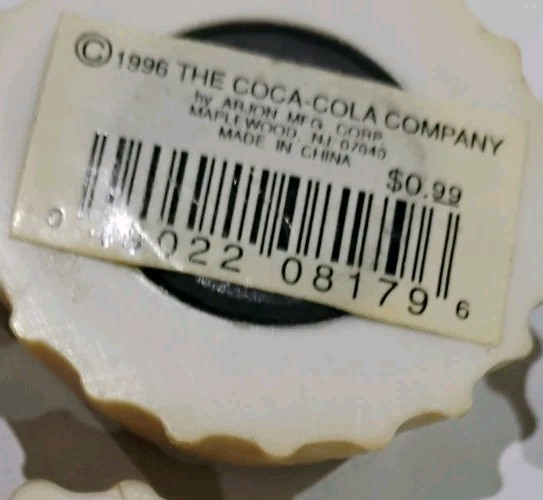 © 1996 THE COCA-COLA COMPANY
by ARJON MFG. CORP.
MAPLEWOOD, NJ 07040
MADE IN CHINA
$0.99
0 022 08179 6